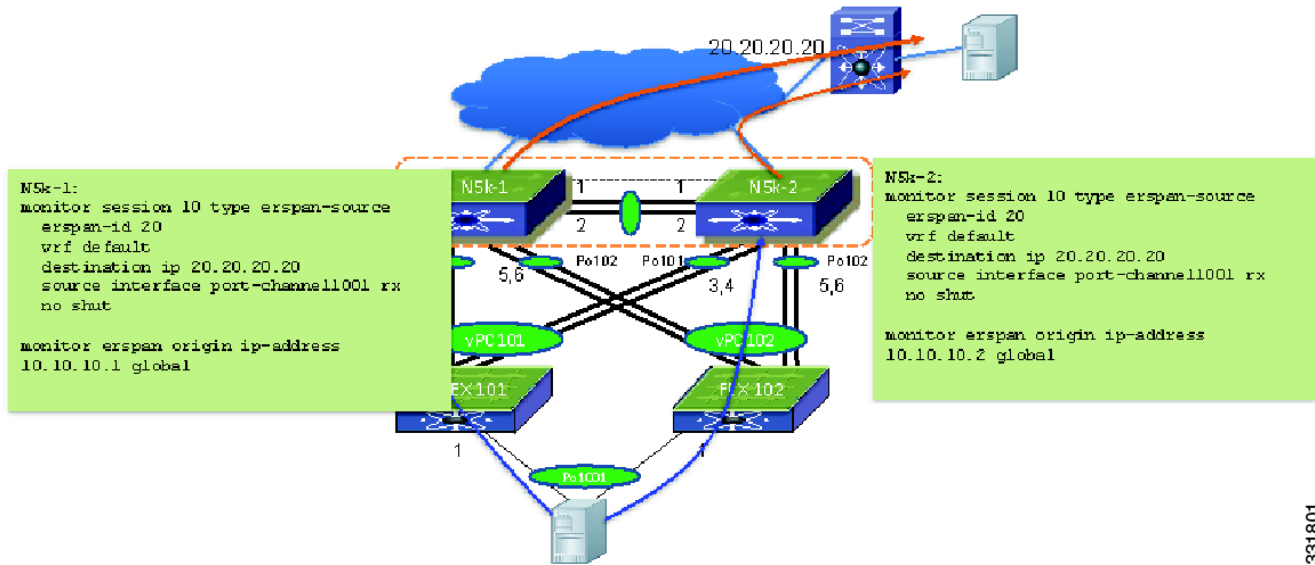 20.20.20.20
N5k-1:
monitor session 10 type erspan-source
erspan-id 20
vrf default
destination ip 20.20.20.20
source interface port-channel1001 rx
no shut
monitor erspan origin ip-address
10.10.10.1 global
N5k-1
1
1
N5k-2
2
2
5,6
Po102
Po101
3,4
Po102
5,6
vPC101
vPC102
EX101
FEX102
1
1
Po1001
N5k-2:
monitor session 10 type erspan-source
erspan-id 20
vrf default
destination ip 20.20.20.20
source interface port-channel1001 rx
no shut
monitor erspan origin ip-address
10.10.10.2 global
331801